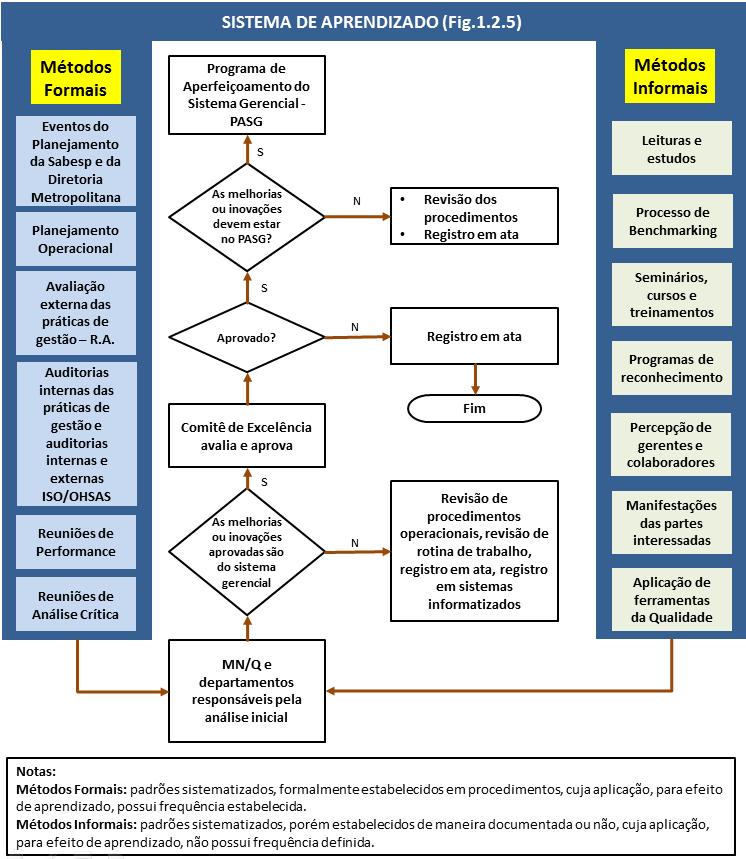 SISTEMA DE APRENDIZADO (Fig.1.2.5)
Métodos
Formais
Eventos do
Planejamento
da Sabesp e da
Diretoria
Metropolitana
Planejamento
Operacional
Avaliação
externa das
práticas de
gestão – R.A.
Auditorias
internas das
práticas de
gestão e
auditorias
internas e
externas
ISO/OHSAS
Reuniões de
Performance
Reuniões de
Análise Crítica
Programa de
Aperfeiçoamento do
Sistema Gerencial -
PASG
S
As melhorias
ou inovações
devem estar
no PASG?
N
• Revisão dos
procedimentos
• Registro em ata
S
Aprovado?
N
Registro em ata
Fim
Comitê de Excelência
avalia e aprova
S
As melhorias
ou inovações
aprovadas são
do sistema
gerencial
N
Revisão de
procedimentos
operacionais, revisão de
rotina de trabalho,
registro em ata, registro
em sistemas
informatizados
MN/Q e
departamentos
responsáveis pela
análise inicial
Métodos
Informais
Leituras e
estudos
Processo de
Benchmarking
Seminários,
cursos e
treinamentos
Programas de
reconhecimento
Percepção de
gerentes e
colaboradores
Manifestações
das partes
interessadas
Aplicação de
ferramentas
da Qualidade
Notas:
Métodos Formais: padrões sistematizados, formalmente estabelecidos em procedimentos, cuja aplicação, para efeito
de aprendizado, possui frequência estabelecida.
Métodos Informais: padrões sistematizados, porém estabelecidos de maneira documentada ou não, cuja aplicação,
para efeito de aprendizado, não possui frequência definida.